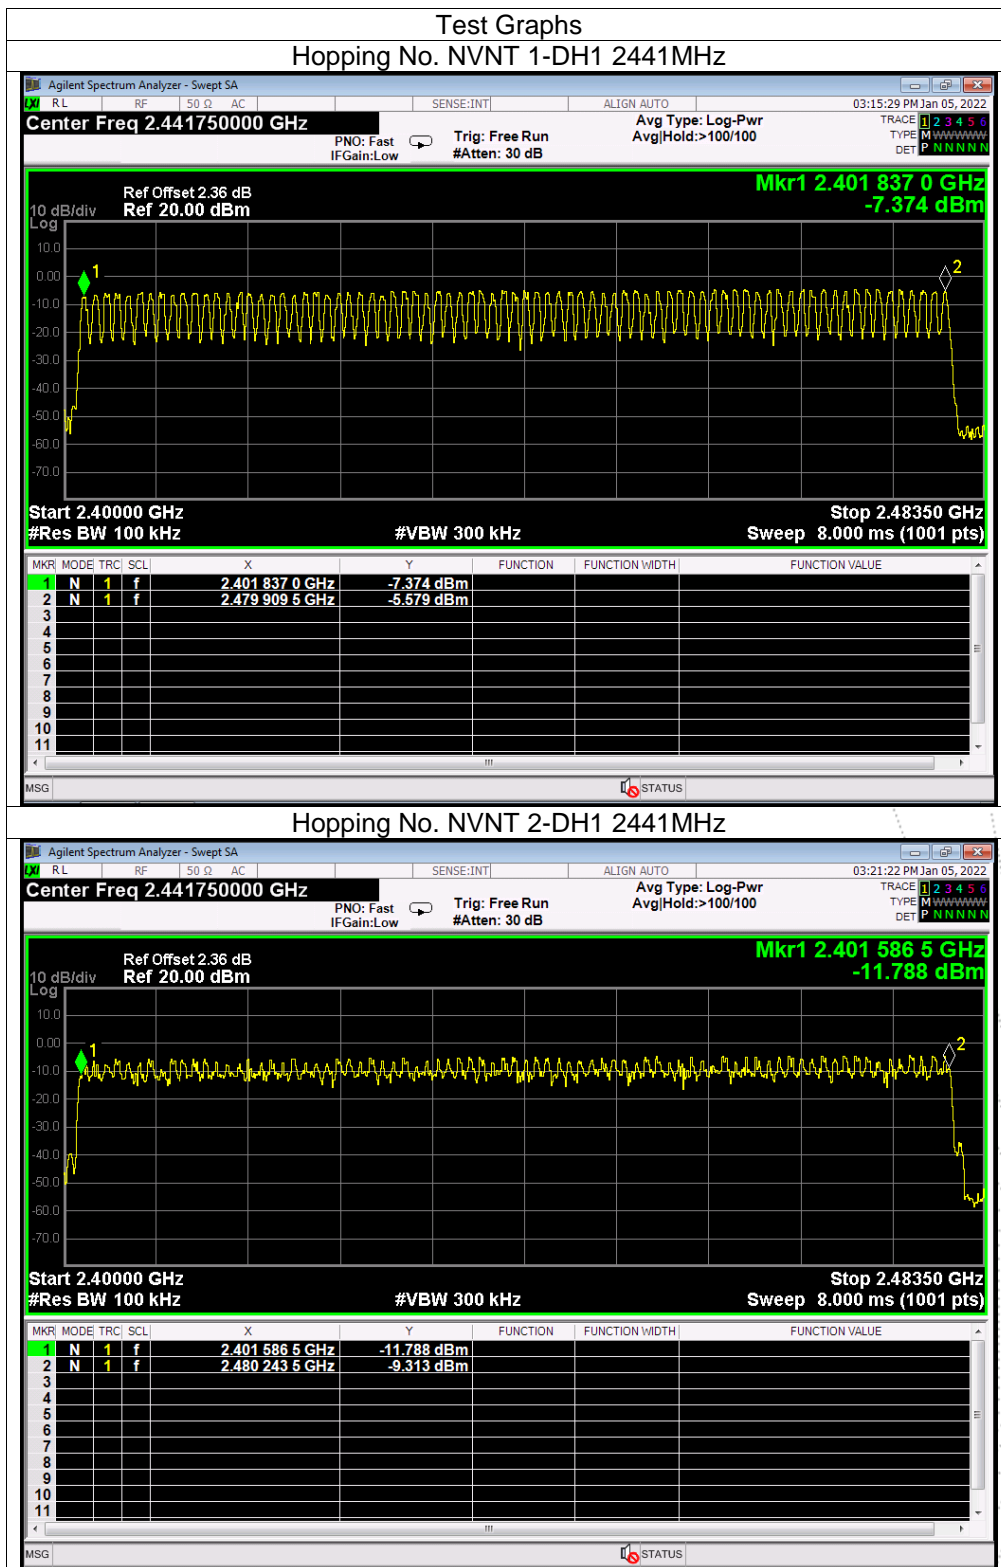 Test Graphs
Hopping No. NVNT 1-DH1 2441MHz
Agilent Spectrum Analyzer - Swept SA
LXI RL RF 50 Ω AC SENSE:INT ALIGN AUTO 03:15:29 PM Jan 05, 2022
Center Freq 2.441750000 GHz Avg Type: Log-Pwr TRACE 1 2 3 4 5 6
PNO: Fast Trig: Free Run Avg|Hold:>100/100 TYPE M WWWWW
IFGain:Low #Atten: 30 dB DET P N N N N N
Mkr1 2.401 837 0 GHz
Ref Offset 2.36 dB
10 dB/div Ref 20.00 dBm -7.374 dBm
Log
10.0
0.00
1
2
-10.0
-20.0
-30.0
-40.0
-50.0
-60.0
-70.0
Start 2.40000 GHz Stop 2.48350 GHz
#Res BW 100 kHz #VBW 300 kHz Sweep 8.000 ms (1001 pts)
MKR MODE TRC SCL X Y FUNCTION FUNCTION WIDTH FUNCTION VALUE
1 N 1 f 2.401 837 0 GHz -7.374 dBm
2 N 1 f 2.479 909 5 GHz -5.579 dBm
3
4
5
6
7
8
9
10
11
MSG STATUS
Hopping No. NVNT 2-DH1 2441MHz
Agilent Spectrum Analyzer - Swept SA
LXI RL RF 50 Ω AC SENSE:INT ALIGN AUTO 03:21:22 PM Jan 05, 2022
Center Freq 2.441750000 GHz Avg Type: Log-Pwr TRACE 1 2 3 4 5 6
PNO: Fast Trig: Free Run Avg|Hold:>100/100 TYPE M WWWWW
IFGain:Low #Atten: 30 dB DET P N N N N N
Mkr1 2.401 586 5 GHz
Ref Offset 2.36 dB
10 dB/div Ref 20.00 dBm -11.788 dBm
Log
10.0
0.00
1
2
-10.0
-20.0
-30.0
-40.0
-50.0
-60.0
-70.0
Start 2.40000 GHz Stop 2.48350 GHz
#Res BW 100 kHz #VBW 300 kHz Sweep 8.000 ms (1001 pts)
MKR MODE TRC SCL X Y FUNCTION FUNCTION WIDTH FUNCTION VALUE
1 N 1 f 2.401 586 5 GHz -11.788 dBm
2 N 1 f 2.480 243 5 GHz -9.313 dBm
3
4
5
6
7
8
9
10
11
MSG STATUS